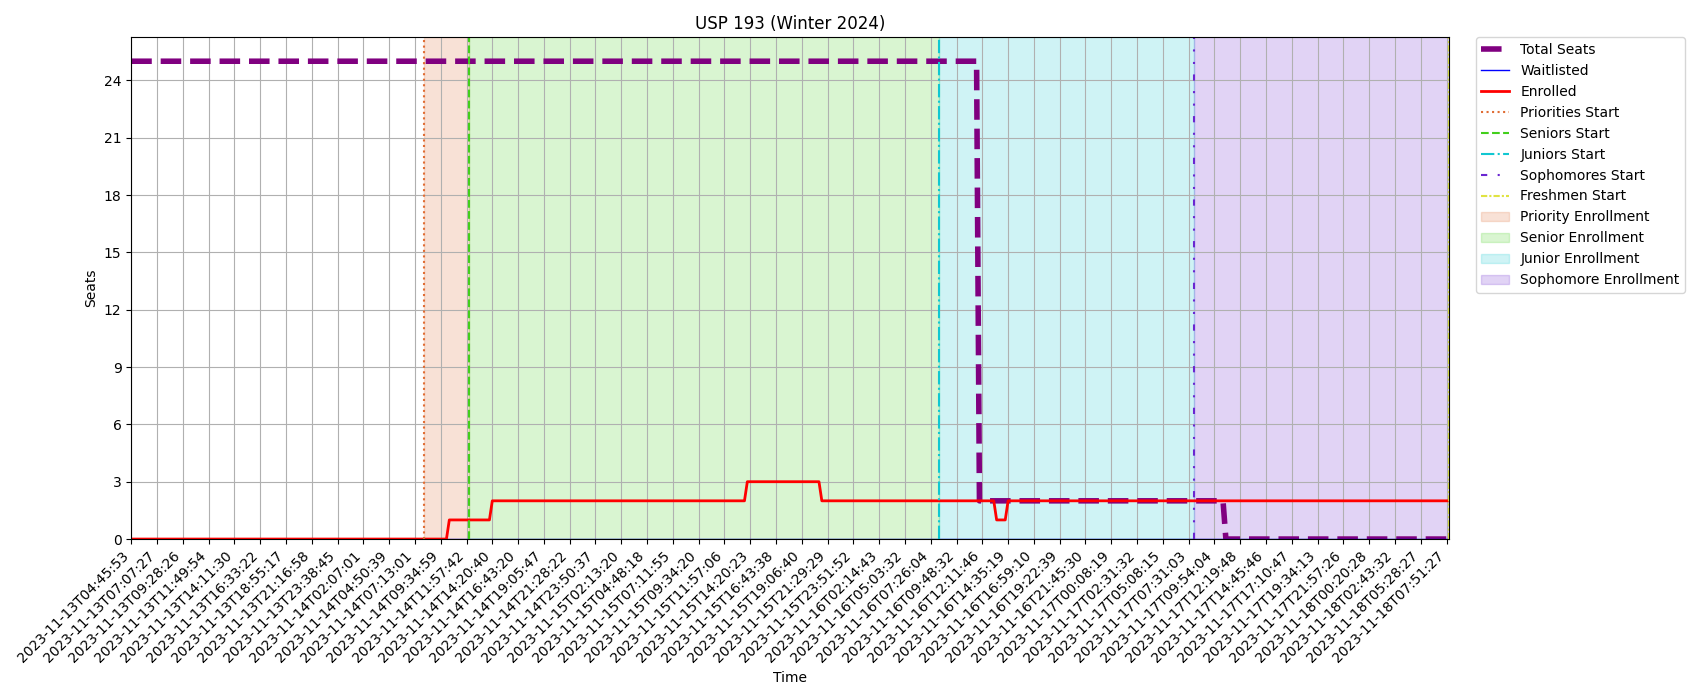 USP 193 (Winter 2024)
Seats
24
21
18
15
12
9
6
3
0
2023-11-13T04:45:53
2023-11-13T07:07:27
2023-11-13T09:28:26
2023-11-13T11:49:54
2023-11-13T14:11:30
2023-11-13T16:33:22
2023-11-13T18:55:17
2023-11-13T21:16:58
2023-11-13T23:38:45
2023-11-14T02:07:01
2023-11-14T04:50:39
2023-11-14T07:13:01
2023-11-14T09:34:59
2023-11-14T11:57:42
2023-11-14T14:20:40
2023-11-14T16:43:20
2023-11-14T19:05:47
2023-11-14T21:28:22
2023-11-14T23:50:37
2023-11-15T02:13:20
2023-11-15T04:48:18
2023-11-15T07:11:55
2023-11-15T09:34:20
2023-11-15T11:57:06
2023-11-15T14:20:23
2023-11-15T16:43:38
2023-11-15T19:06:40
2023-11-15T21:29:29
2023-11-15T23:51:52
2023-11-16T02:14:43
2023-11-16T05:03:32
2023-11-16T07:26:04
2023-11-16T09:48:32
2023-11-16T12:11:46
2023-11-16T14:35:19
2023-11-16T16:59:10
2023-11-16T19:22:39
2023-11-16T21:45:30
2023-11-17T00:08:19
2023-11-17T02:31:32
2023-11-17T05:08:15
2023-11-17T07:31:03
2023-11-17T09:54:04
2023-11-17T12:19:48
2023-11-17T14:45:46
2023-11-17T17:10:47
2023-11-17T19:34:13
2023-11-17T21:57:26
2023-11-18T00:20:28
2023-11-18T02:43:32
2023-11-18T05:28:27
2023-11-18T07:51:27
Time
Total Seats
Waitlisted
Enrolled
Priorities Start
Seniors Start
Juniors Start
Sophomores Start
Freshmen Start
Priority Enrollment
Senior Enrollment
Junior Enrollment
Sophomore Enrollment